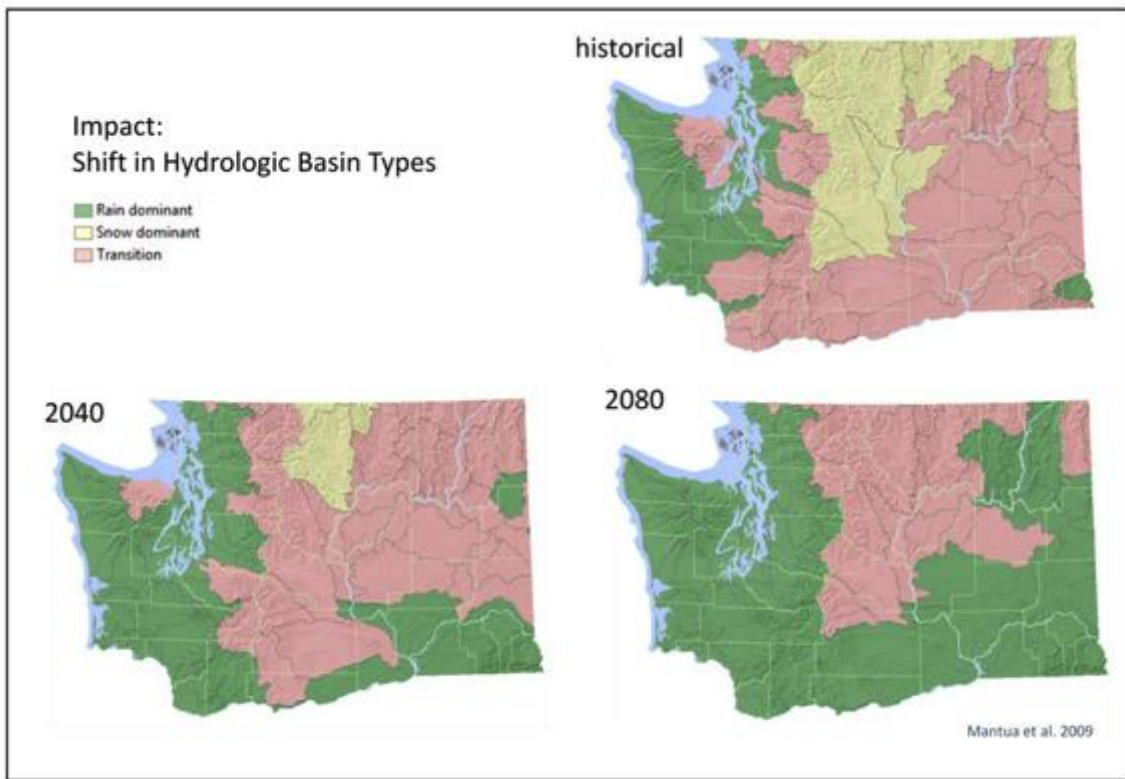 historical
Impact:
Shift in Hydrologic Basin Types
Rain dominant
Snow dominant
Transition
2040
2080
Mantua et al. 2009